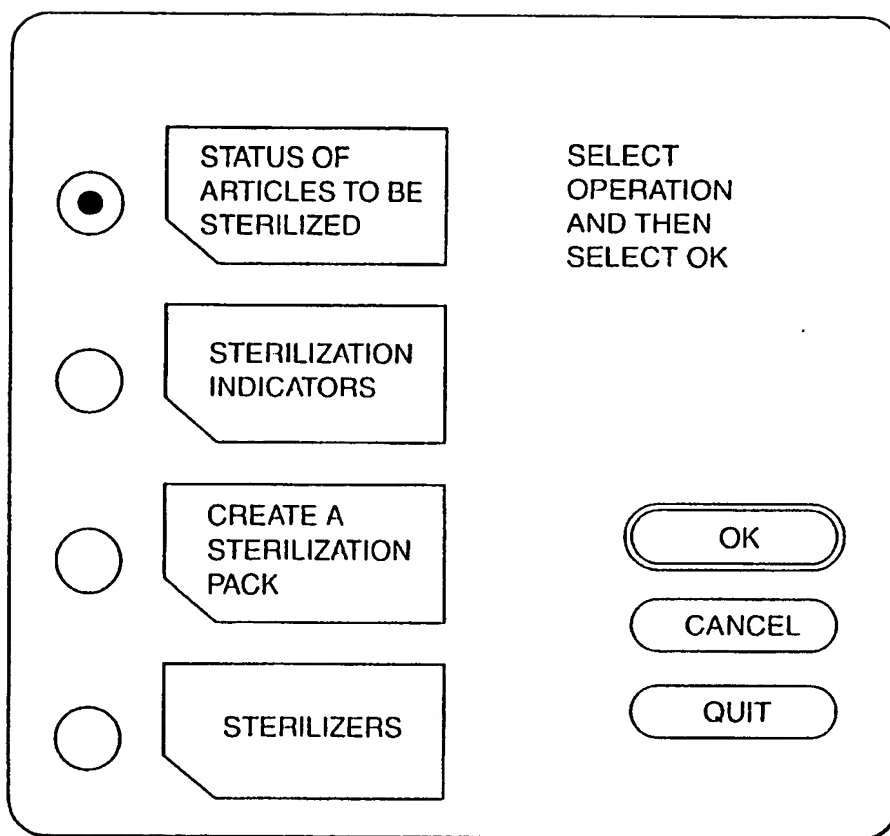 STATUS OF
ARTICLES TO BE
STERILIZED
SELECT
OPERATION
AND THEN
SELECT OK
STERILIZATION
INDICATORS
CREATE A
STERILIZATION
PACK
STERILIZERS
OK
CANCEL
QUIT